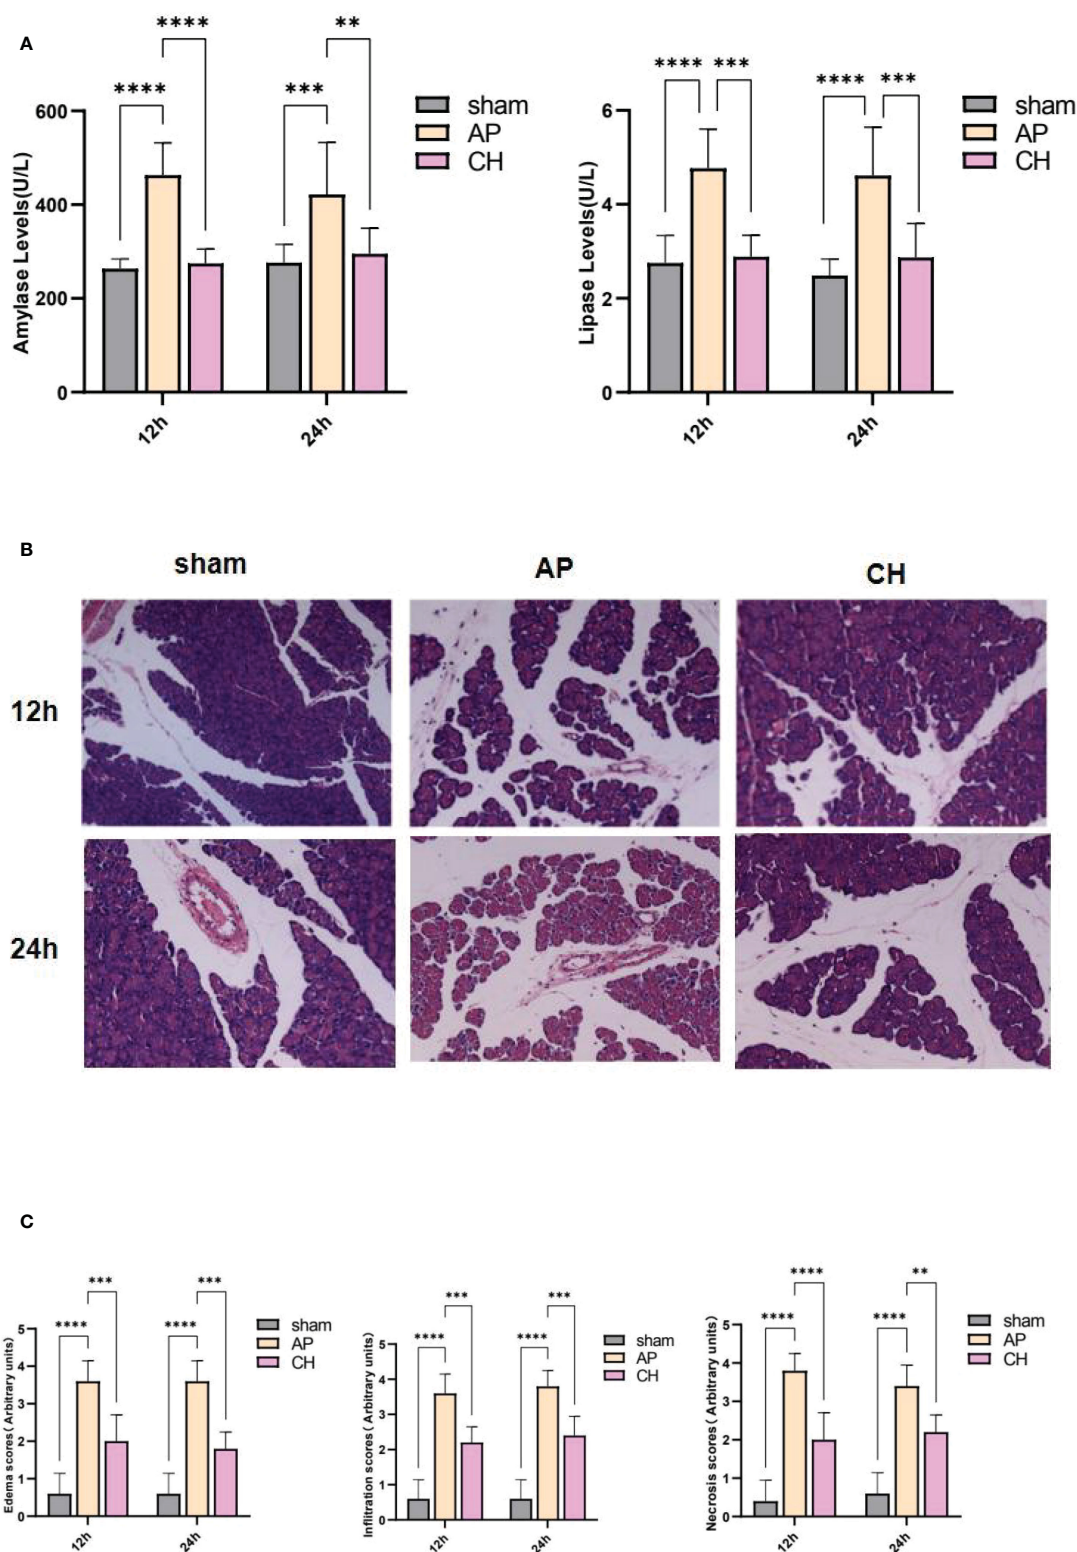 A
****
**
****
***
600
400
200
0
Amylase Levels(U/L)
12h
24h
sham
AP
CH
****
***
****
***
6
4
2
0
Lipase Levels(U/L)
12h
24h
sham
AP
CH
B
sham
AP
CH
12h
24h
C
***
***
****
****
5
4
3
2
1
0
Edema scores( Arbitrary units)
12h
24h
sham
AP
CH
***
***
****
****
5
4
3
2
1
0
Infiltration scores( Arbitrary units)
12h
24h
sham
AP
CH
****
**
****
****
5
4
3
2
1
0
Necrosis scores( Arbitrary units)
12h
24h
sham
AP
CH